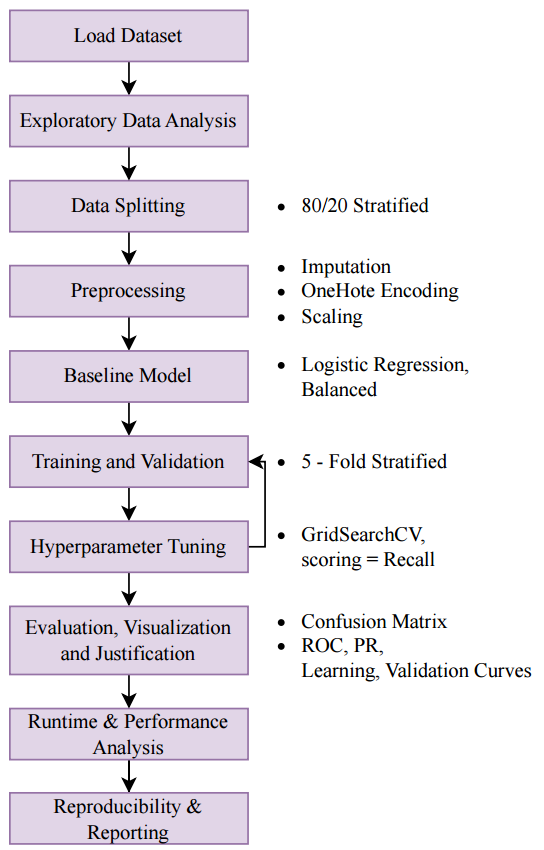 Load Dataset
Exploratory Data Analysis
Data Splitting
• 80/20 Stratified
Preprocessing
• Imputation
• OneHote Encoding
• Scaling
Baseline Model
• Logistic Regression,
Balanced
Training and Validation
• 5 - Fold Stratified
Hyperparameter Tuning
• GridSearchCV,
scoring = Recall
Evaluation, Visualization
and Justification
• Confusion Matrix
• ROC, PR,
Learning, Validation Curves
Runtime & Performance
Analysis
Reproducibility &
Reporting